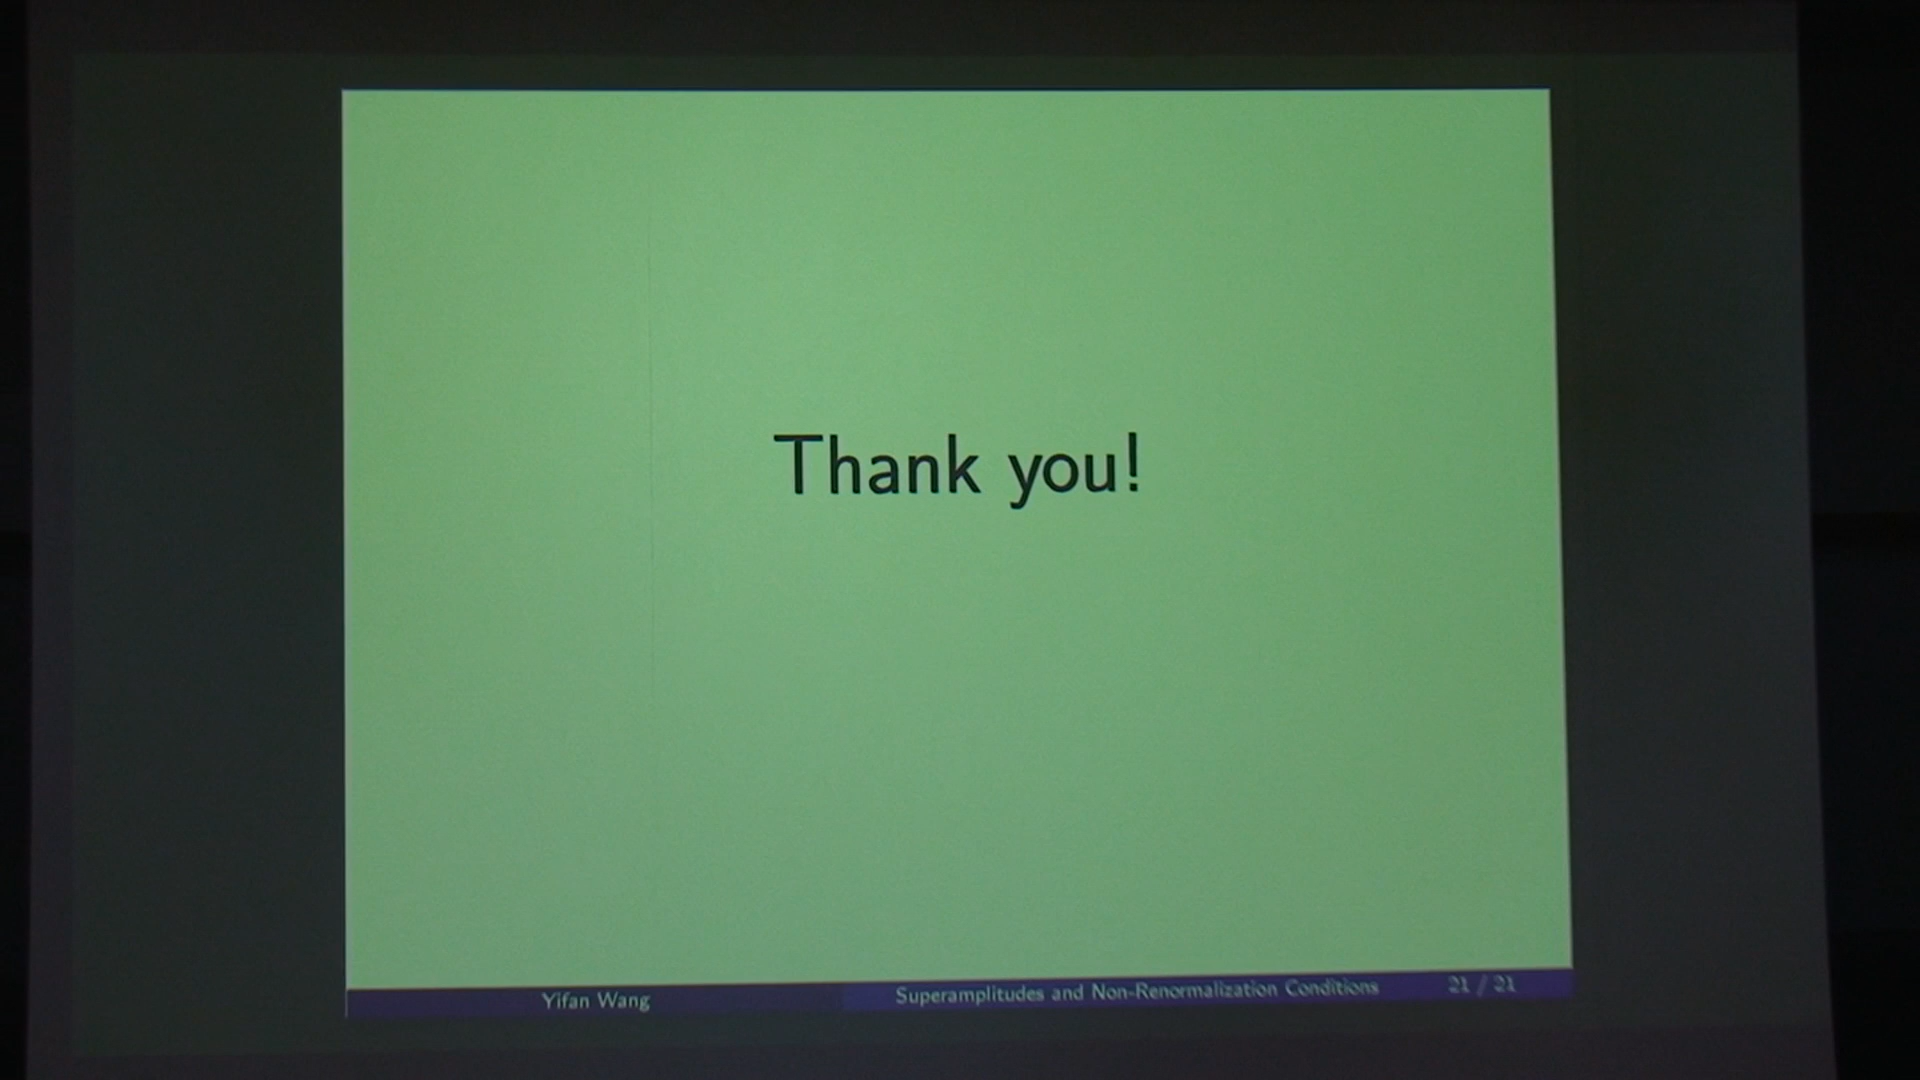 Thank you!
Yifan Wang Superamplitudes and Non-Renormalization Conditions 21 / 21